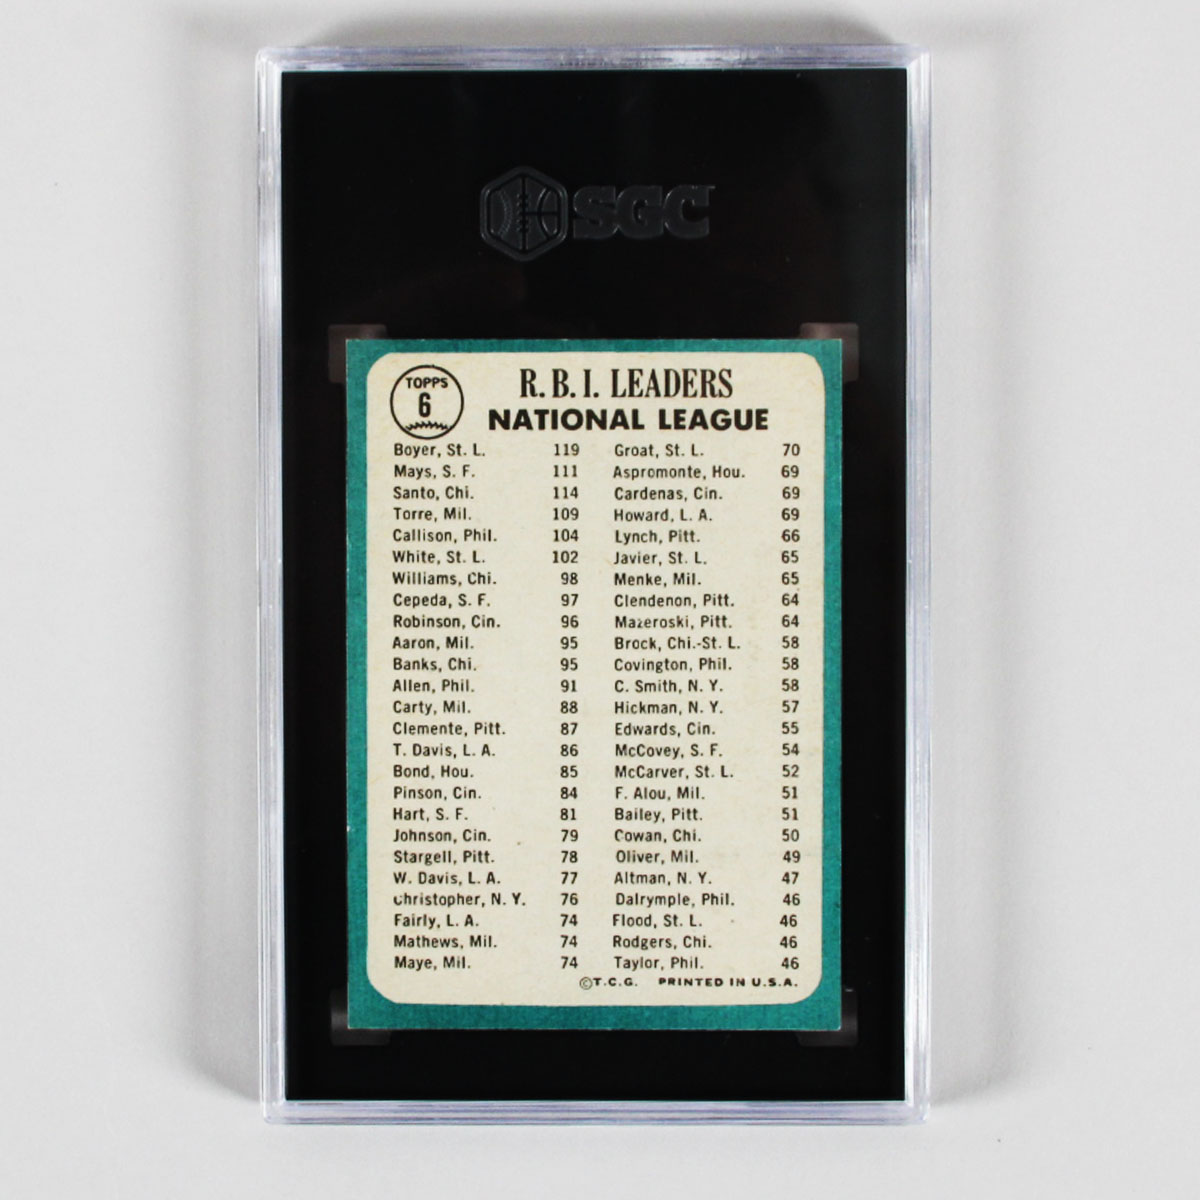 SGC
TOPPS
6
R.B.I. LEADERS
NATIONAL LEAGUE
Boyer, St. L. 119
Mays, S. F. 111
Santo, Chi. 114
Torre, Mil. 109
Callison, Phil. 104
White, St. L. 102
Williams, Chi. 98
Cepeda, S. F. 97
Robinson, Cin. 96
Aaron, Mil. 95
Banks, Chi. 95
Allen, Phil. 91
Carty, Mil. 88
Clemente, Pitt. 87
T. Davis, L. A. 86
Bond, Hou. 85
Pinson, Cin. 84
Hart, S. F. 81
Johnson, Cin. 79
Stargell, Pitt. 78
W. Davis, L. A. 77
Christopher, N. Y. 76
Fairly, L. A. 74
Mathews, Mil. 74
Maye, Mil. 74
Groat, St. L. 70
Aspromonte, Hou. 69
Cardenas, Cin. 69
Howard, L. A. 69
Lynch, Pitt. 66
Javier, St. L. 65
Menke, Mil. 65
Clendenon, Pitt. 64
Mazeroski, Pitt. 64
Brock, Chi.-St. L. 58
Covington, Phil. 58
C. Smith, N. Y. 58
Hickman, N. Y. 57
Edwards, Cin. 55
McCovey, S. F. 54
McCarver, St. L. 52
F. Alou, Mil. 51
Bailey, Pitt. 51
Cowan, Chi. 50
Oliver, Mil. 49
Altman, N. Y. 47
Dalrymple, Phil. 46
Flood, St. L. 46
Rodgers, Chi. 46
Taylor, Phil. 46
©T.C.G. PRINTED IN U.S.A.